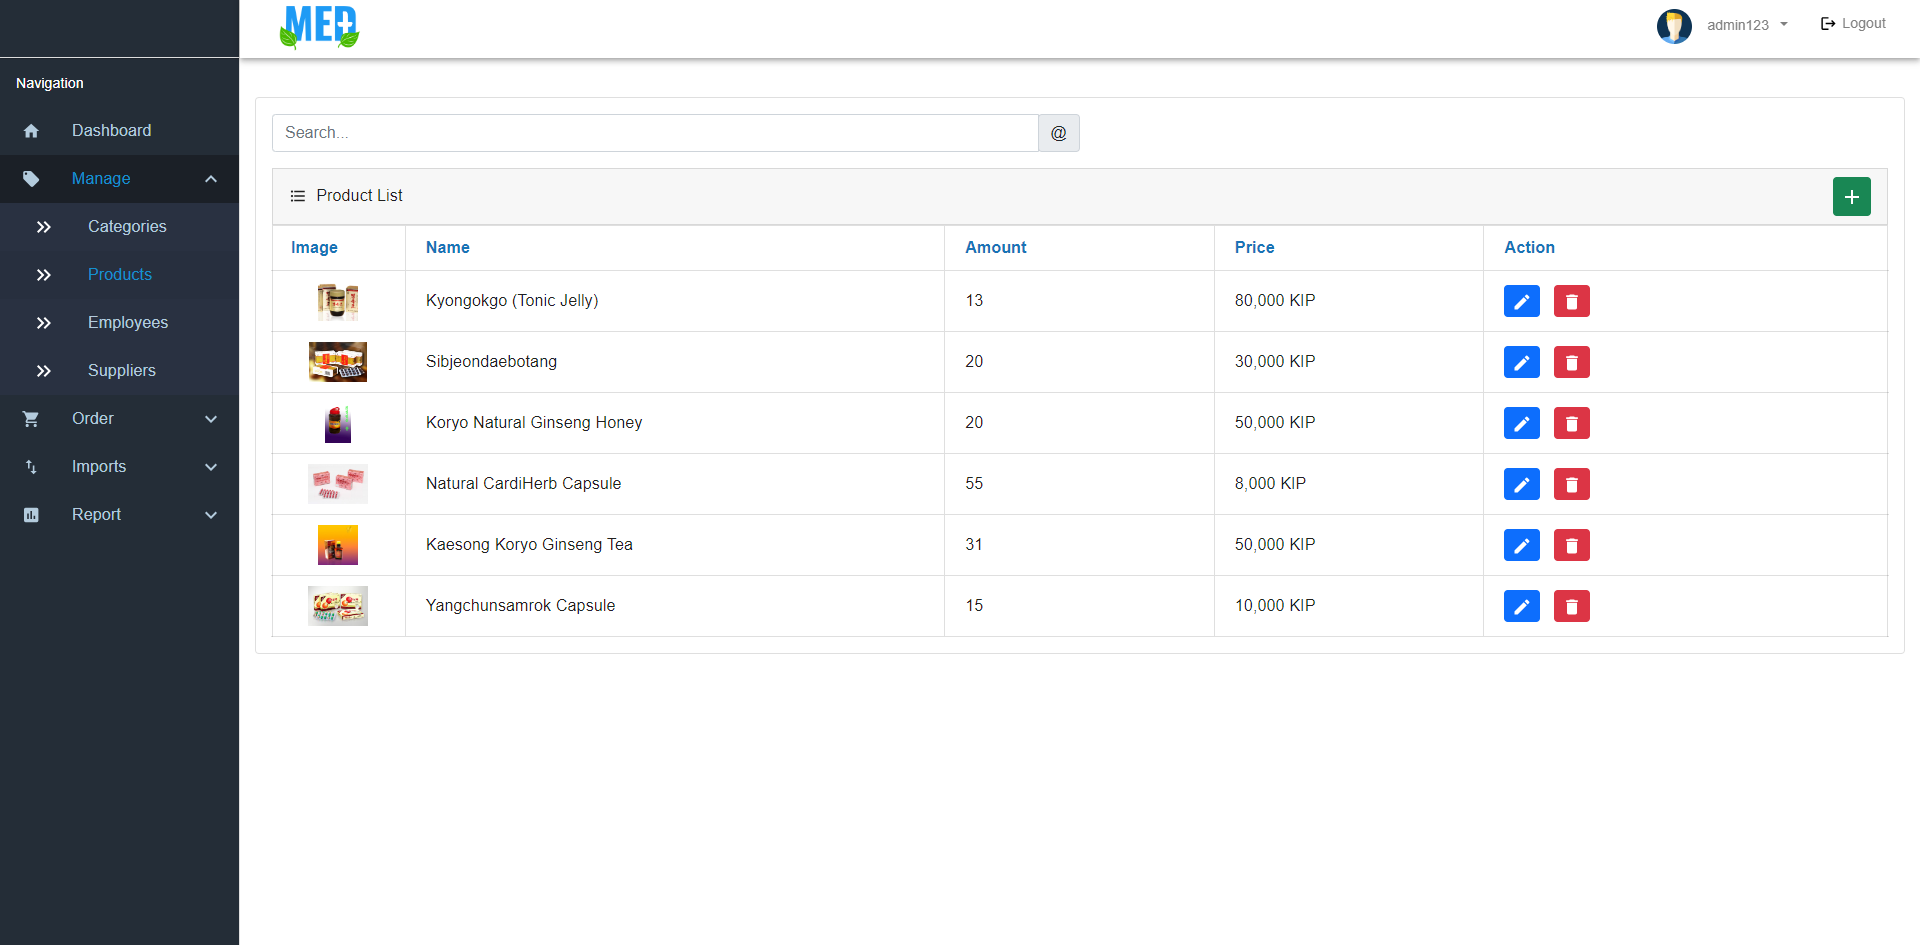 MED
admin123
Logout
Navigation
Dashboard
Manage
Categories
Products
Employees
Suppliers
Order
Imports
Report
Search...
@
Product List
Image Name Amount Price Action
Kyongokgo (Tonic Jelly) 13 80,000 KIP
Sibjeondaebotang 20 30,000 KIP
Koryo Natural Ginseng Honey 20 50,000 KIP
Natural CardiHerb Capsule 55 8,000 KIP
Kaesong Koryo Ginseng Tea 31 50,000 KIP
Yangchunsamrok Capsule 15 10,000 KIP